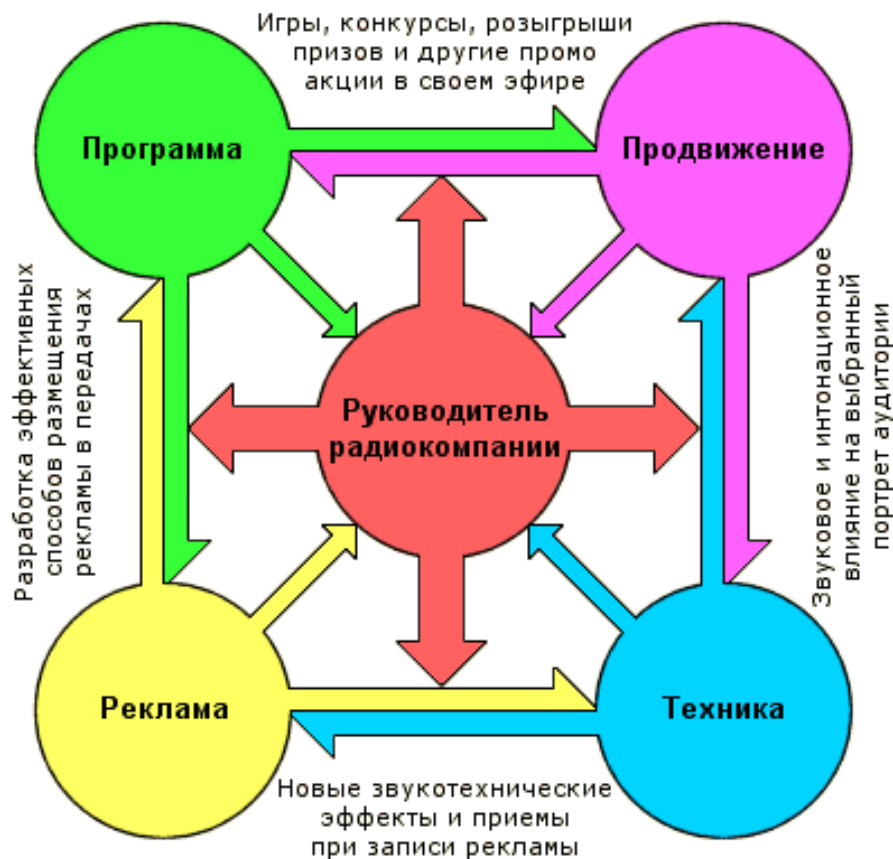 Игры, конкурсы, розыгрыши
призов и другие промо
акции в своем эфире
Программа
Продвижение
Разработка эффективных
способов размещения
рекламы в передачах
Руководитель
радиокомпании
Звуковое и интонационное
влияние на выбранный
портрет аудитории
Реклама
Техника
Новые звукотехнические
эффекты и приемы
при записи рекламы